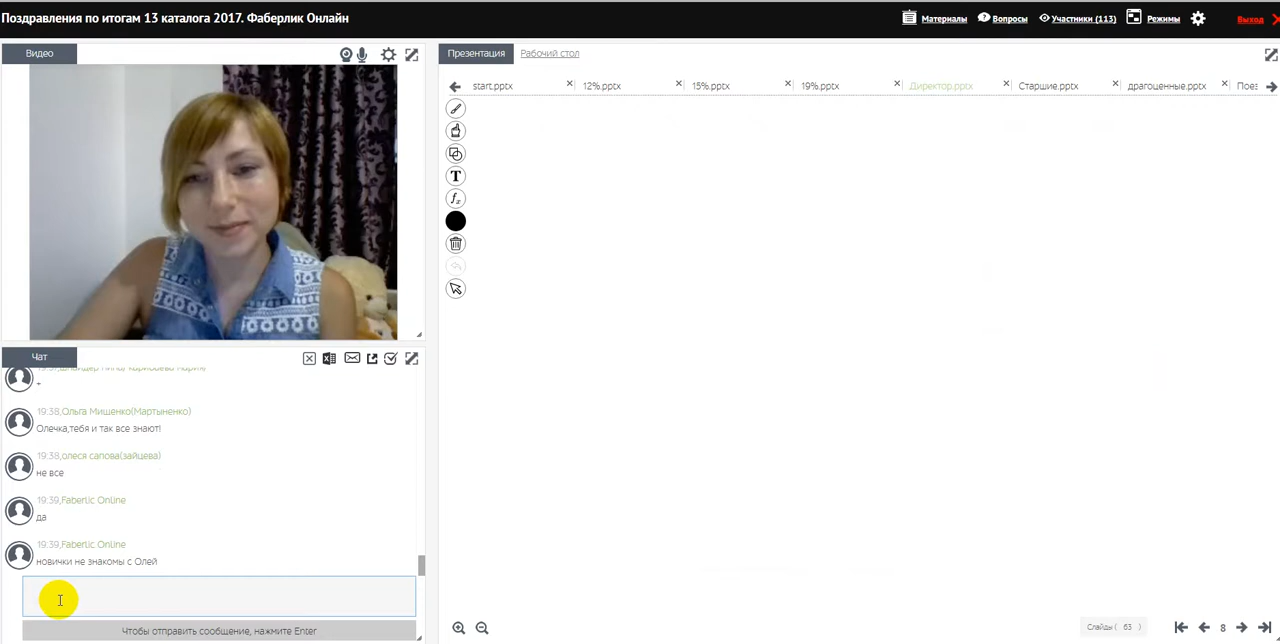 Поздравления по итогам 13 каталога 2017. Фаберлик Онлайн
Материалы Вопросы Участники (113) Режимы Выход
Видео
Презентация Рабочий стол
start.pptx 12%.pptx 15%.pptx 19%.pptx Директор.pptx Старшие.pptx драгоценные.pptx Поез
T
fx
Чат
+
19:38,Ольга Мищенко(Мартыненко)
Олечка,тебя и так все знают!
19:38,олеся сапова(зайцева)
не все
19:39,Faberlic Online
да
19:39,Faberlic Online
новички не знакомы с Олей
Чтобы отправить сообщение, нажмите Enter
Слайды ( 63 ) 8